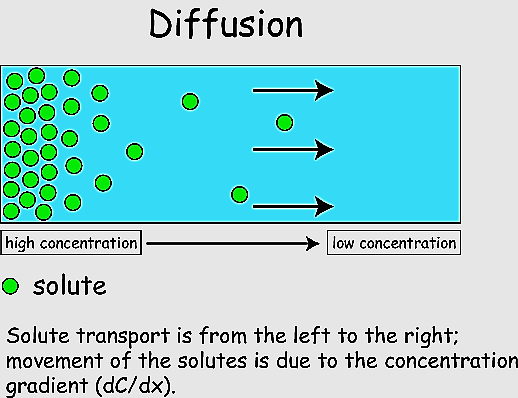 Diffusion
high concentration
low concentration
solute
Solute transport is from the left to the right;
movement of the solutes is due to the concentration
gradient (dC/dx).